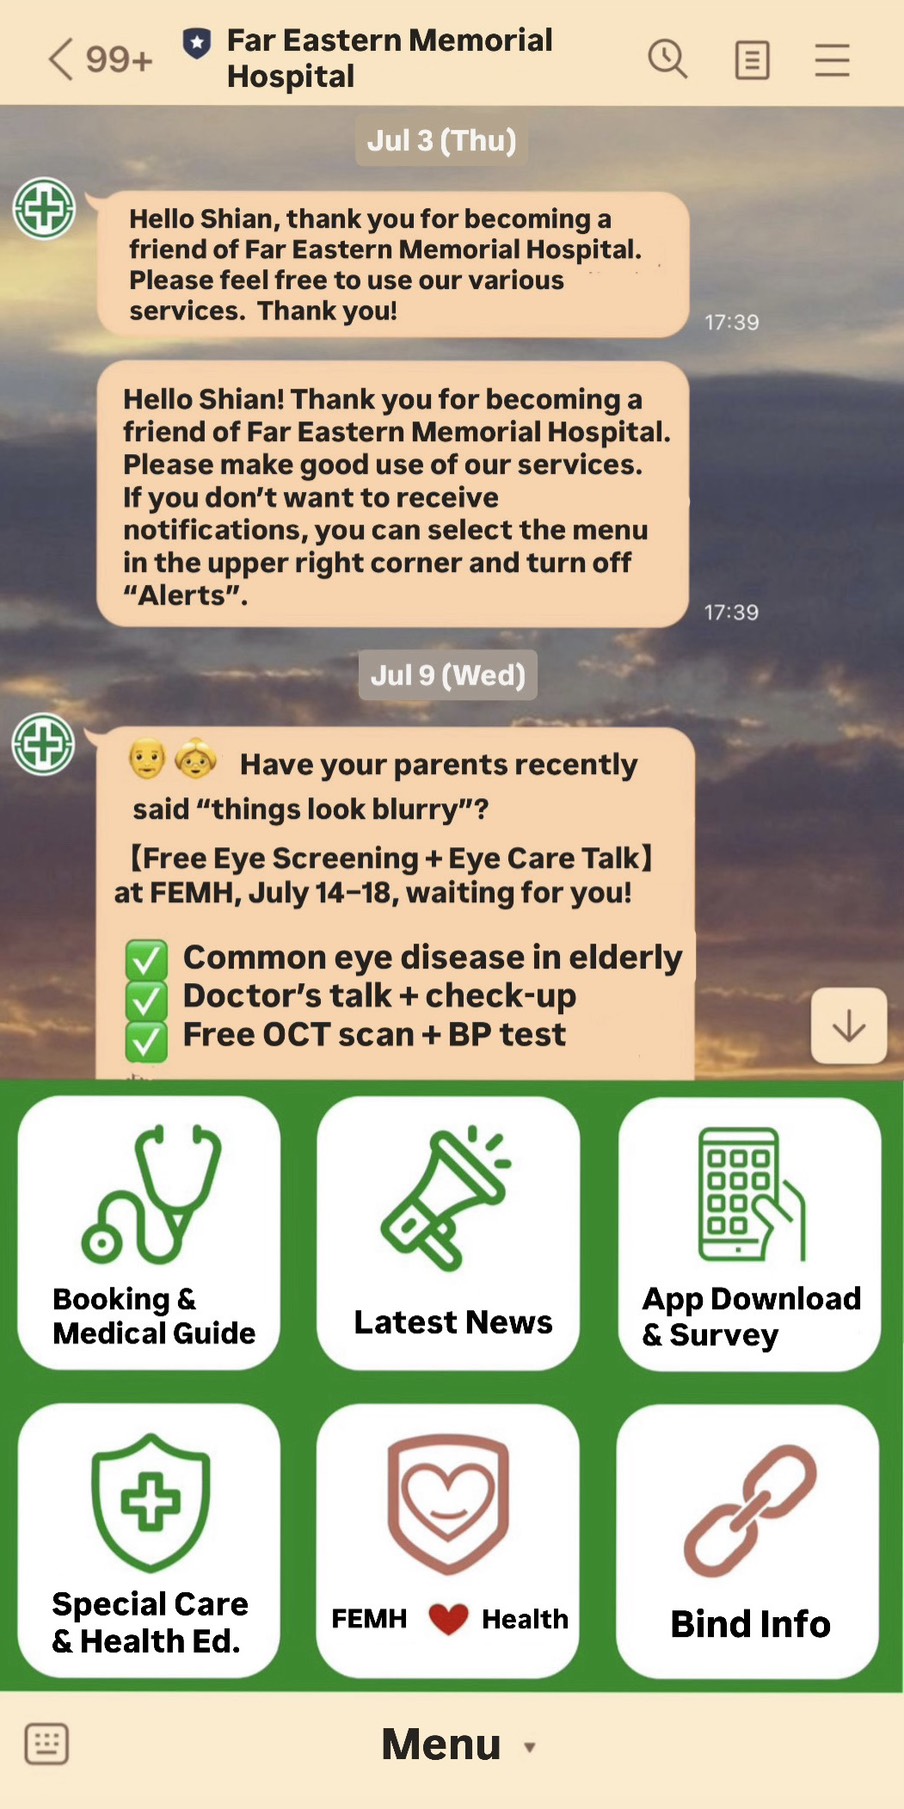 99+
Far Eastern Memorial
Hospital
Jul 3 (Thu)
Hello Shian, thank you for becoming a
friend of Far Eastern Memorial Hospital.
Please feel free to use our various
services. Thank you!
17:39
Hello Shian! Thank you for becoming a
friend of Far Eastern Memorial Hospital.
Please make good use of our services.
If you don’t want to receive
notifications, you can select the menu
in the upper right corner and turn off
“Alerts”.
17:39
Jul 9 (Wed)
👴👵 Have your parents recently
said “things look blurry”?
【Free Eye Screening + Eye Care Talk】
at FEMH, July 14–18, waiting for you!
✅ Common eye disease in elderly
✅ Doctor’s talk + check-up
✅ Free OCT scan + BP test
Booking &
Medical Guide
Latest News
App Download
& Survey
Special Care
& Health Ed.
FEMH ❤ Health
Bind Info
Menu